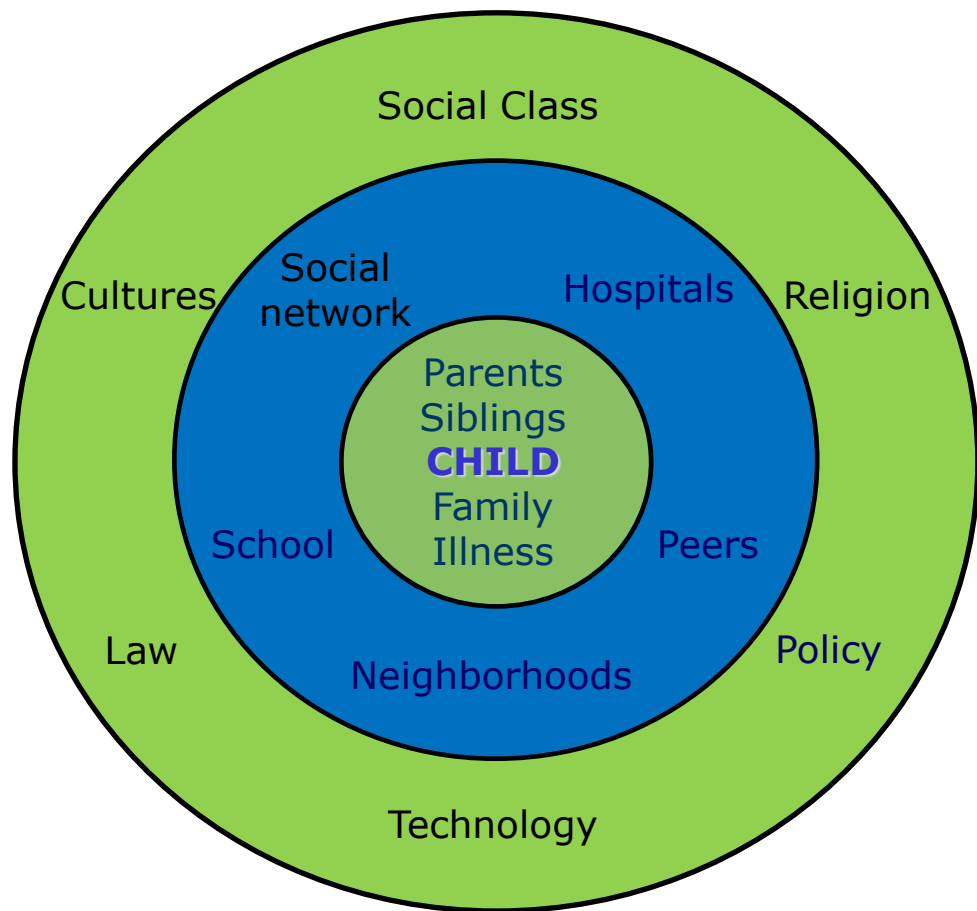 Social Class
Cultures
Social
network
Hospitals
Religion
Parents
Siblings
CHILD
Family
Illness
School
Peers
Law
Neighborhoods
Policy
Technology